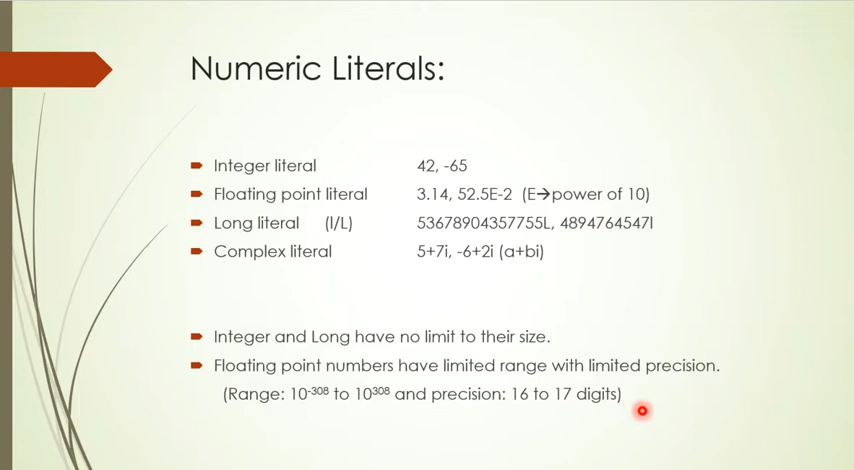 Numeric Literals:
Integer literal 42, -65
Floating point literal 3.14, 52.5E-2 (E→power of 10)
Long literal (l/L) 53678904357755L, 4894764547l
Complex literal 5+7i, -6+2i (a+bi)
Integer and Long have no limit to their size.
Floating point numbers have limited range with limited precision.
(Range: 10⁻³⁰⁸ to 10³⁰⁸ and precision: 16 to 17 digits)